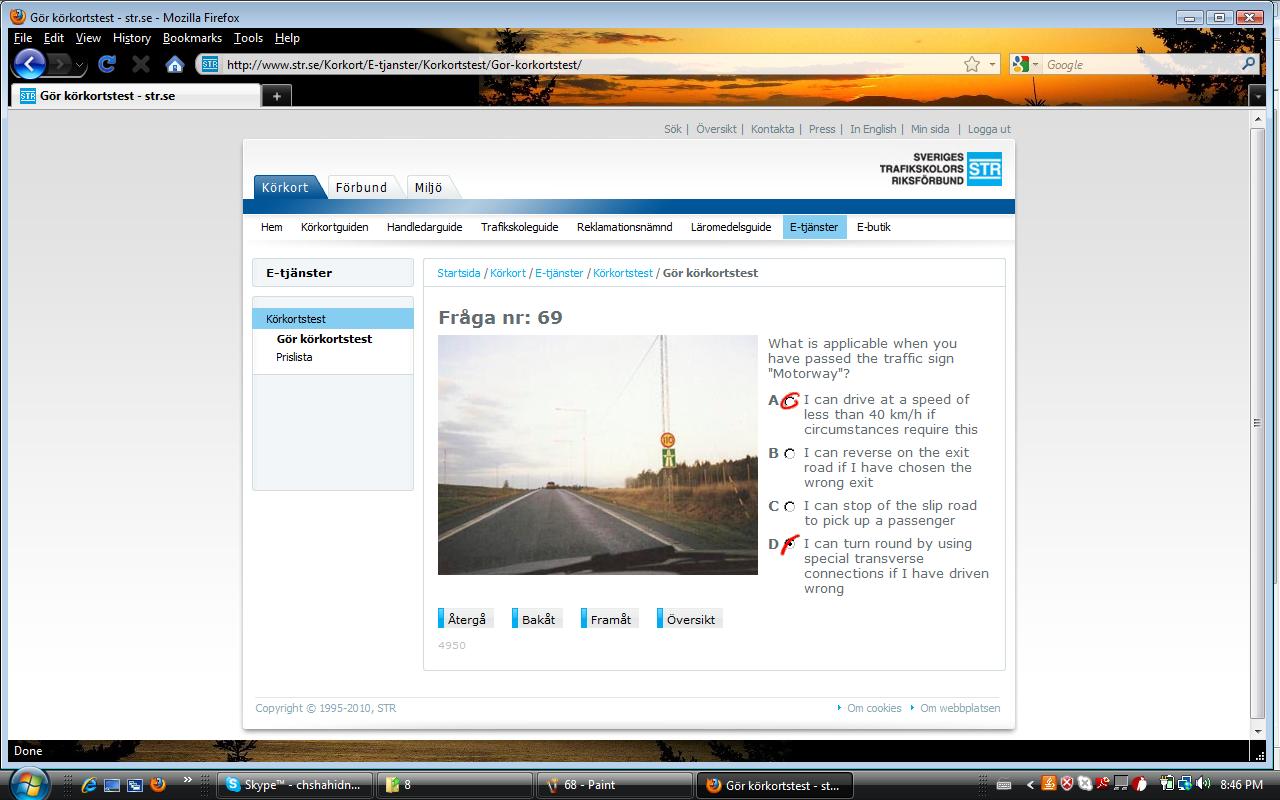 Gör körkortstest - str.se - Mozilla Firefox
File Edit View History Bookmarks Tools Help
STR http://www.str.se/Korkort/E-tjanster/Korkortstest/Gor-korkortstest/
Google
STR Gör körkortstest - str.se
Sök | Översikt | Kontakta | Press | In English | Min sida | Logga ut
SVERIGES
TRAFIKSKOLORS
RIKSFÖRBUND
STR
Körkort Förbund Miljö
Hem Körkortguiden Handledarguide Trafikskoleguide Reklamationsnämnd Läromedelsguide E-tjänster E-butik
E-tjänster
Körkortstest
Gör körkortstest
Prislista
Startsida / Körkort / E-tjänster / Körkortstest / Gör körkortstest
Fråga nr: 69
110
What is applicable when you
have passed the traffic sign
"Motorway"?
A I can drive at a speed of
less than 40 km/h if
circumstances require this
B I can reverse on the exit
road if I have chosen the
wrong exit
C I can stop of the slip road
to pick up a passenger
D I can turn round by using
special transverse
connections if I have driven
wrong
Återgå Bakåt Framåt Översikt
4950
Copyright © 1995-2010, STR
Om cookies Om webbplatsen
Done
Skype™ - chshahidn... 8 68 - Paint Gör körkortstest - st... 8:46 PM